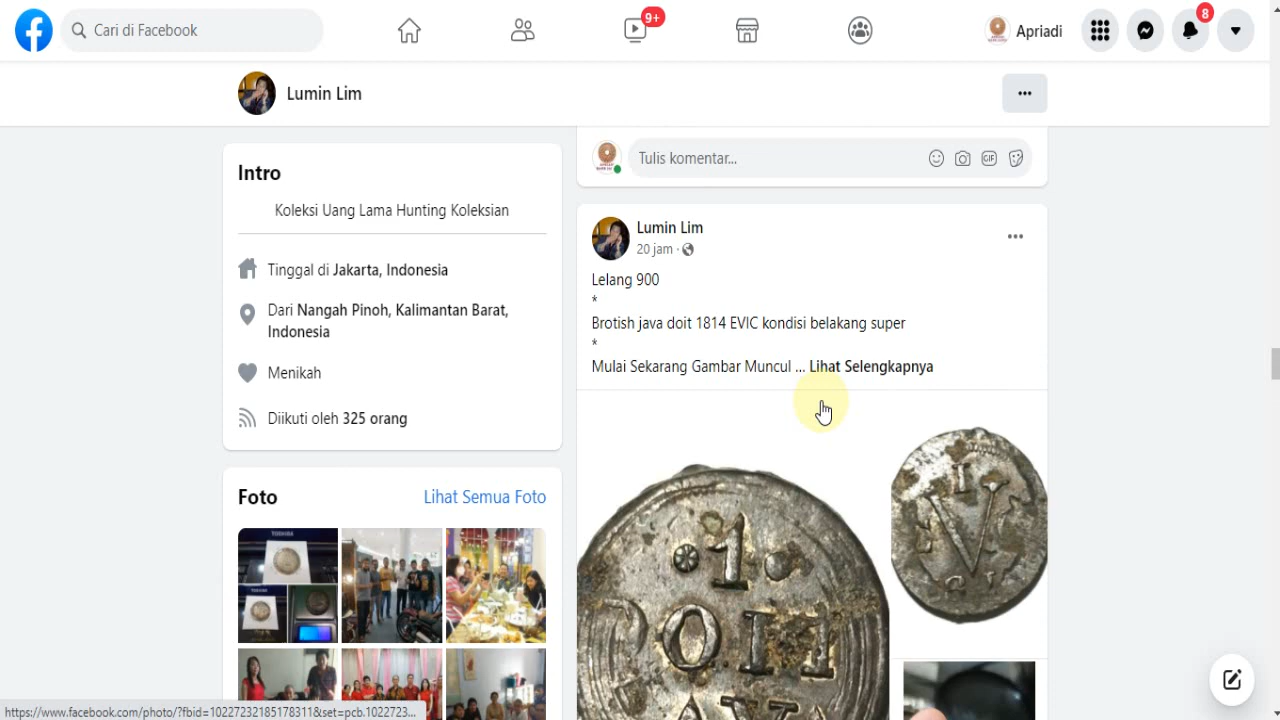 Cari di Facebook
9+
Apriadi
8
Lumin Lim
Intro
Koleksi Uang Lama Hunting Koleksian
Tinggal di Jakarta, Indonesia
Dari Nangah Pinoh, Kalimantan Barat,
Indonesia
Menikah
Diikuti oleh 325 orang
Foto
Lihat Semua Foto
TOSHIBA
Tulis komentar...
GIF
Lumin Lim
20 jam ·
Lelang 900
*
Brotish java doit 1814 EVIC kondisi belakang super
*
Mulai Sekarang Gambar Muncul ... Lihat Selengkapnya
1
I
V
https://www.facebook.com/photo/?fbid=10227232185178311&set=pcb.1022723...